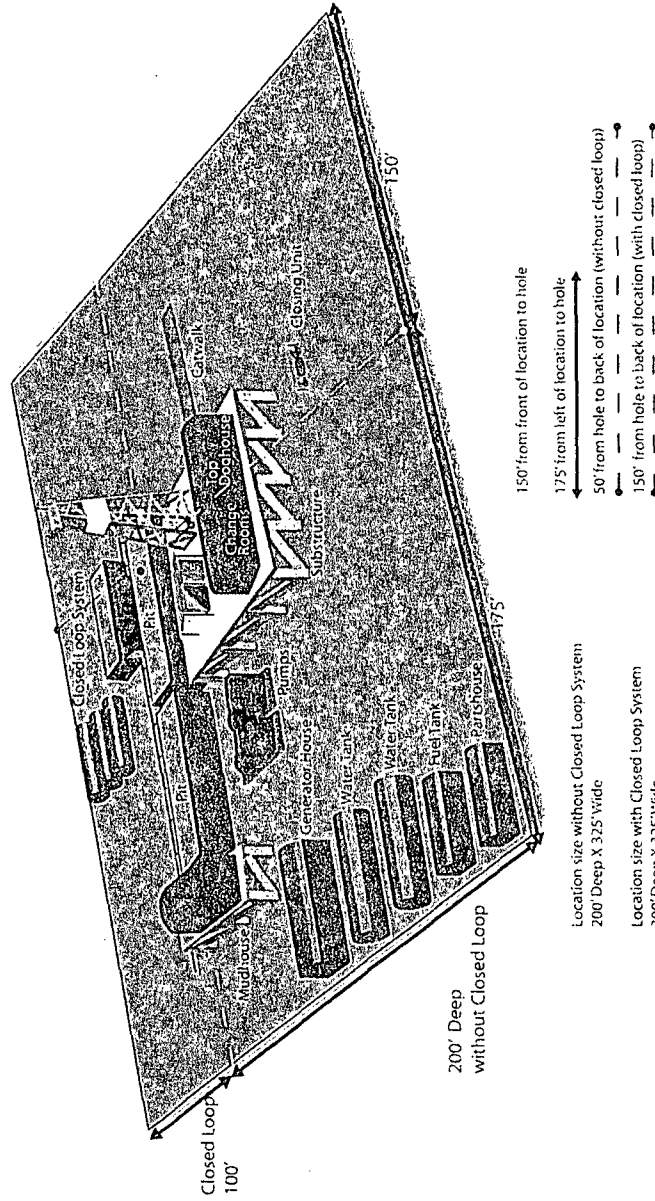 Closed Loop
100'
200' Deep
without Closed Loop
Closed Loop System
Pit
Pit
Mudhouse
Generator House
Water Tank
Water Tank
Fuel Tank
Partshouse
Pumps
Change
Rooms
Top
Doghouse
Substructure
Catwalk
Closing Unit
175'
150'
Location size without Closed Loop System
200' Deep X 325' Wide
Location size with Closed Loop System
150' from front of location to hole
175' from left of location to hole
50' from hole to back of location (without closed loop)
150' from hole to back of location (with closed loop)